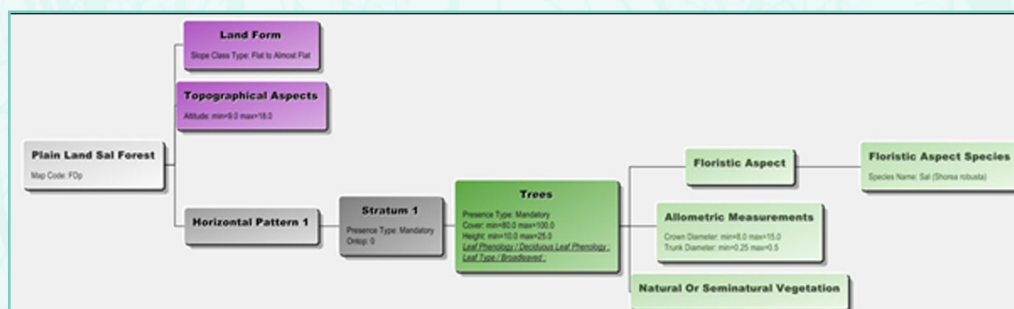 Land Form
Slope Class Type: Flat to Almost Flat
Topographical Aspects
Altitude: min=9.0 max=18.0
Plain Land Sal Forest
Map Code: FDp
Horizontal Pattern 1
Stratum 1
Presence Type: Mandatory
Ontop: 0
Trees
Presence Type: Mandatory
Cover: min=80.0 max=100.0
Height: min=10.0 max=25.0
Leaf Phenology / Deciduous Leaf Phenology ;
Leaf Type / Broadleaved ;
Floristic Aspect
Floristic Aspect Species
Species Name: Sal (Shorea robusta)
Allometric Measurements
Crown Diameter: min=8.0 max=15.0
Trunk Diameter: min=0.25 max=0.5
Natural Or Seminatural Vegetation